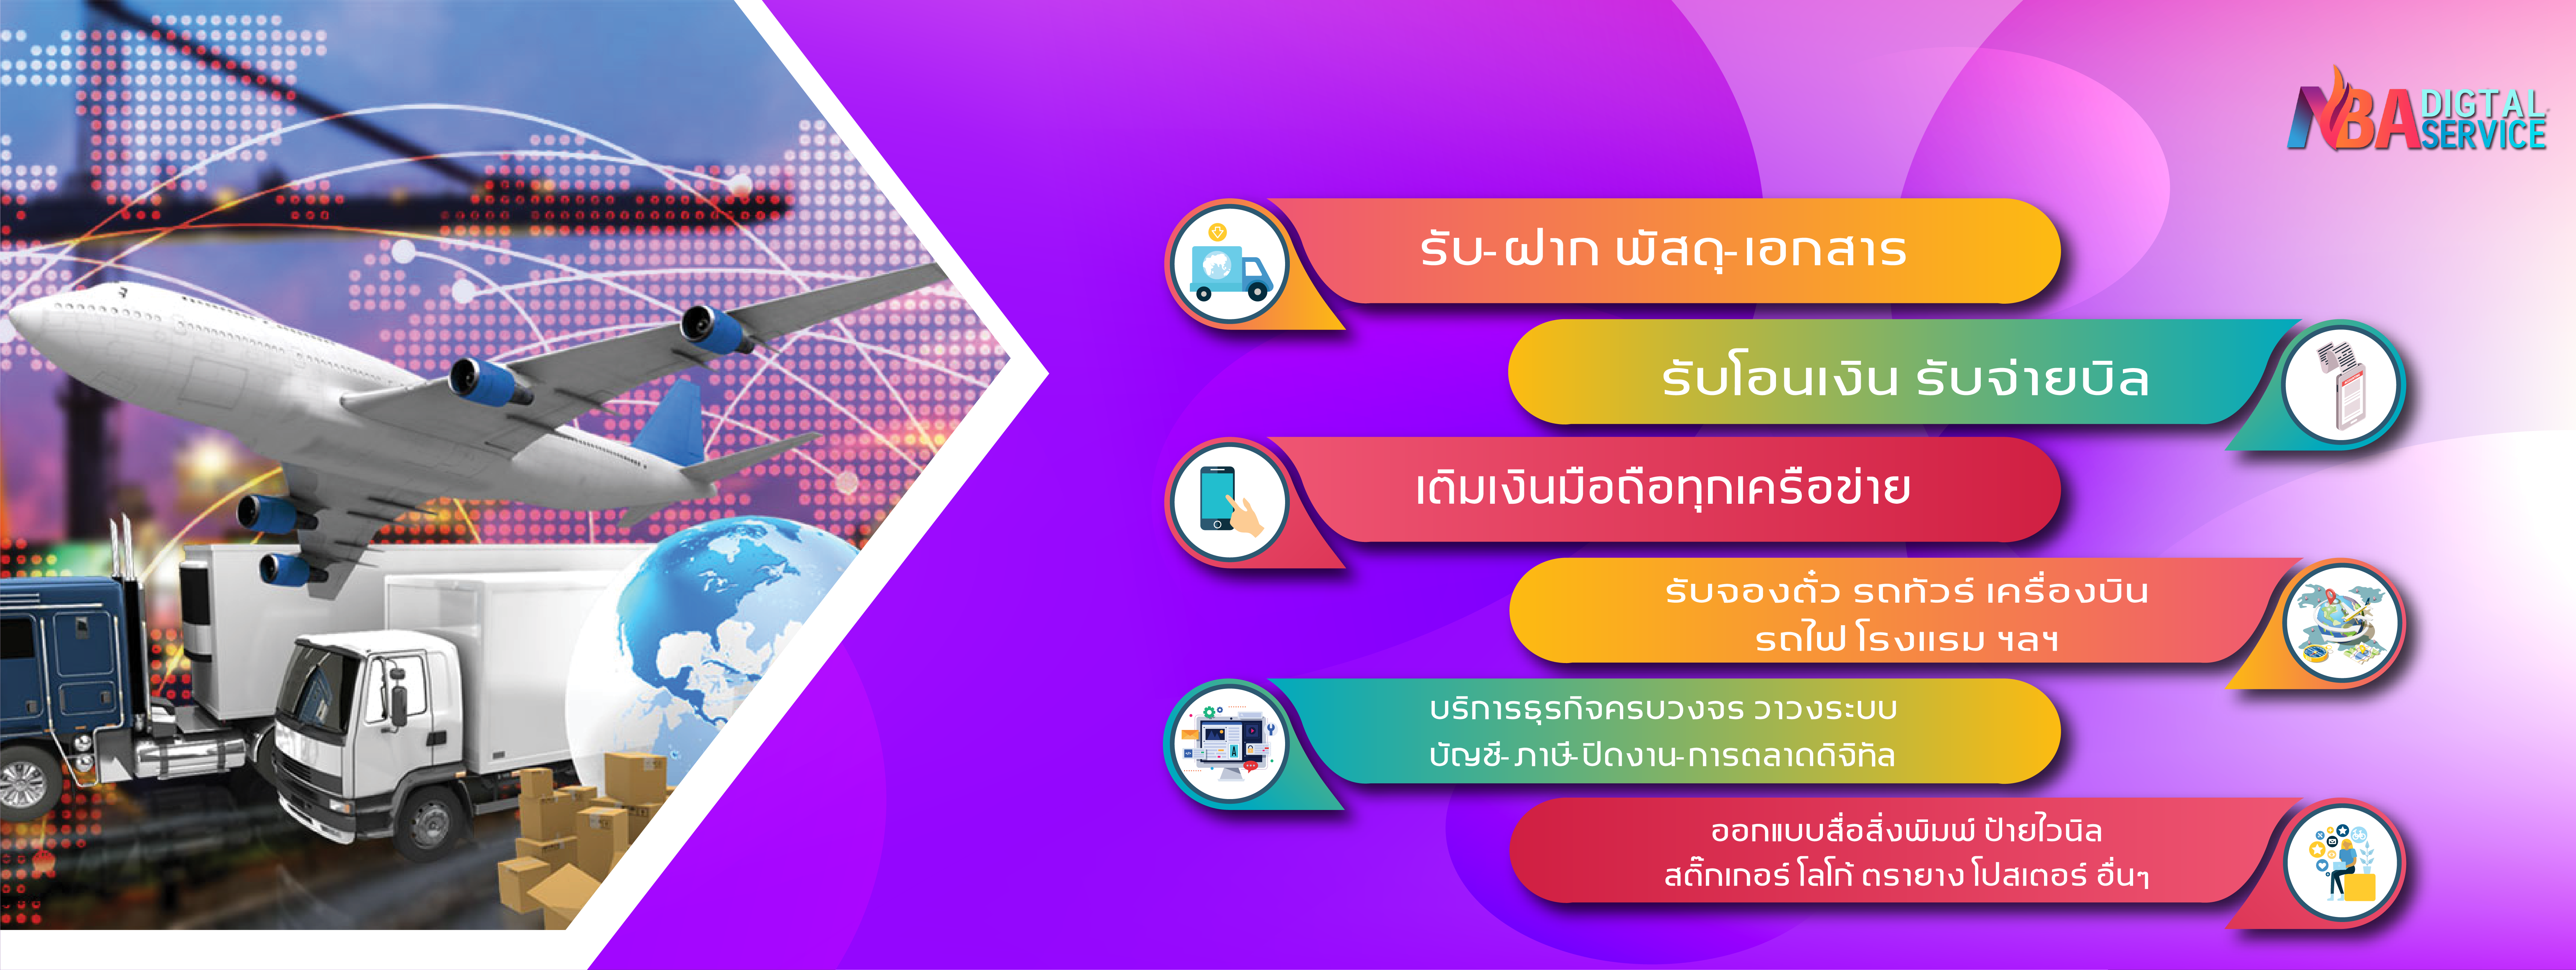 NBA DIGTAL
SERVICE
รับ-ฝาก พัสดุ-เอกสาร
รับโอนเงิน รับจ่ายบิล
เติมเงินมือถือทุกเครือข่าย
รับจองตั๋ว รถทัวร์ เครื่องบิน
รถไฟ โรงแรม ฯลฯ
บริการธุรกิจครบวงจร วาวงระบบ
บัญชี-ภาษี-ปิดงาน-การตลาดดิจิทัล
ออกแบบสื่อสิ่งพิมพ์ ป้ายไวนิล
สติ๊กเกอร์ โลโก้ ตรายาง โปสเตอร์ อื่นๆ